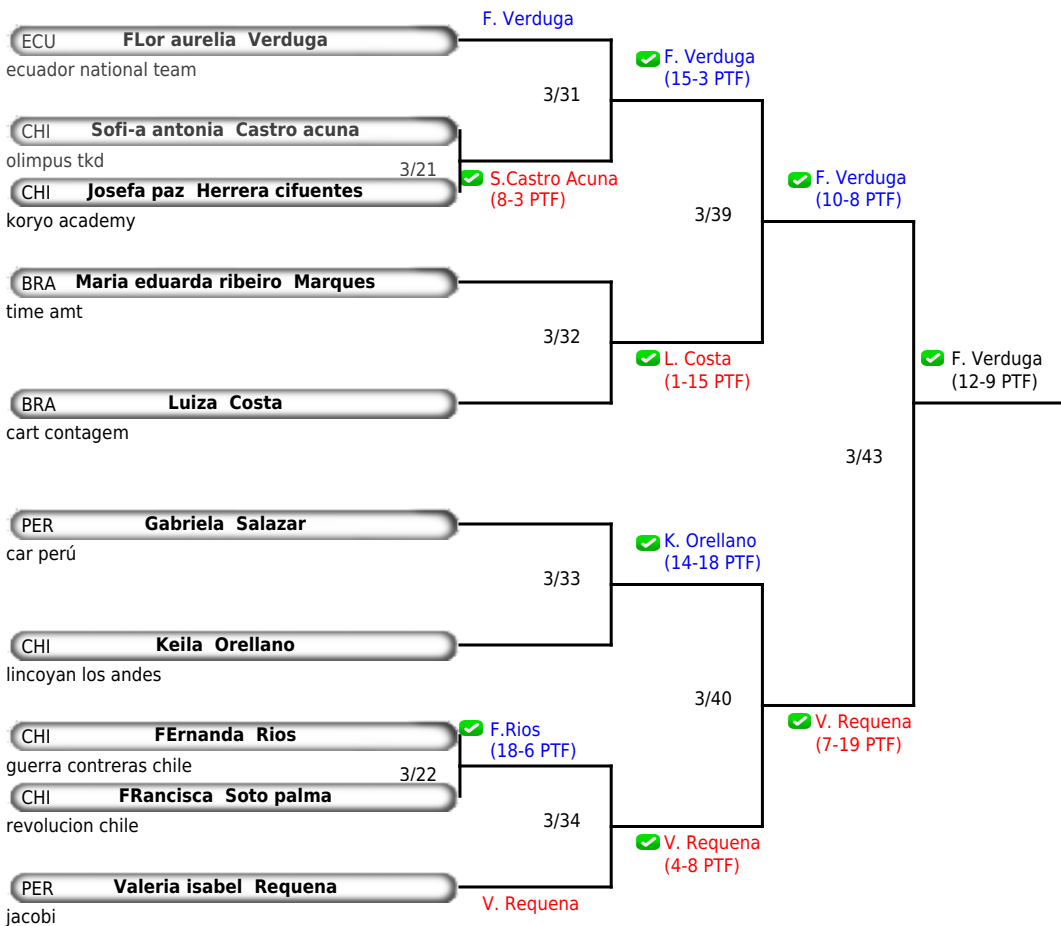 F. Verduga
ECU FLor aurelia Verduga
ecuador national team
F. Verduga
(15-3 PTF)
3/31
CHI Sofi-a antonia Castro acuna
olimpus tkd
3/21
S.Castro Acuna
(8-3 PTF)
CHI Josefa paz Herrera cifuentes
koryo academy
F. Verduga
(10-8 PTF)
3/39
BRA Maria eduarda ribeiro Marques
time amt
3/32
L. Costa
(1-15 PTF)
F. Verduga
(12-9 PTF)
BRA Luiza Costa
cart contagem
3/43
PER Gabriela Salazar
car perú
K. Orellano
(14-18 PTF)
3/33
CHI Keila Orellano
lincoyan los andes
3/40
V. Requena
(7-19 PTF)
CHI FErnanda Rios
guerra contreras chile
F.Rios
(18-6 PTF)
3/22
CHI FRancisca Soto palma
revolucion chile
3/34
V. Requena
(4-8 PTF)
PER Valeria isabel Requena
jacobi
V. Requena